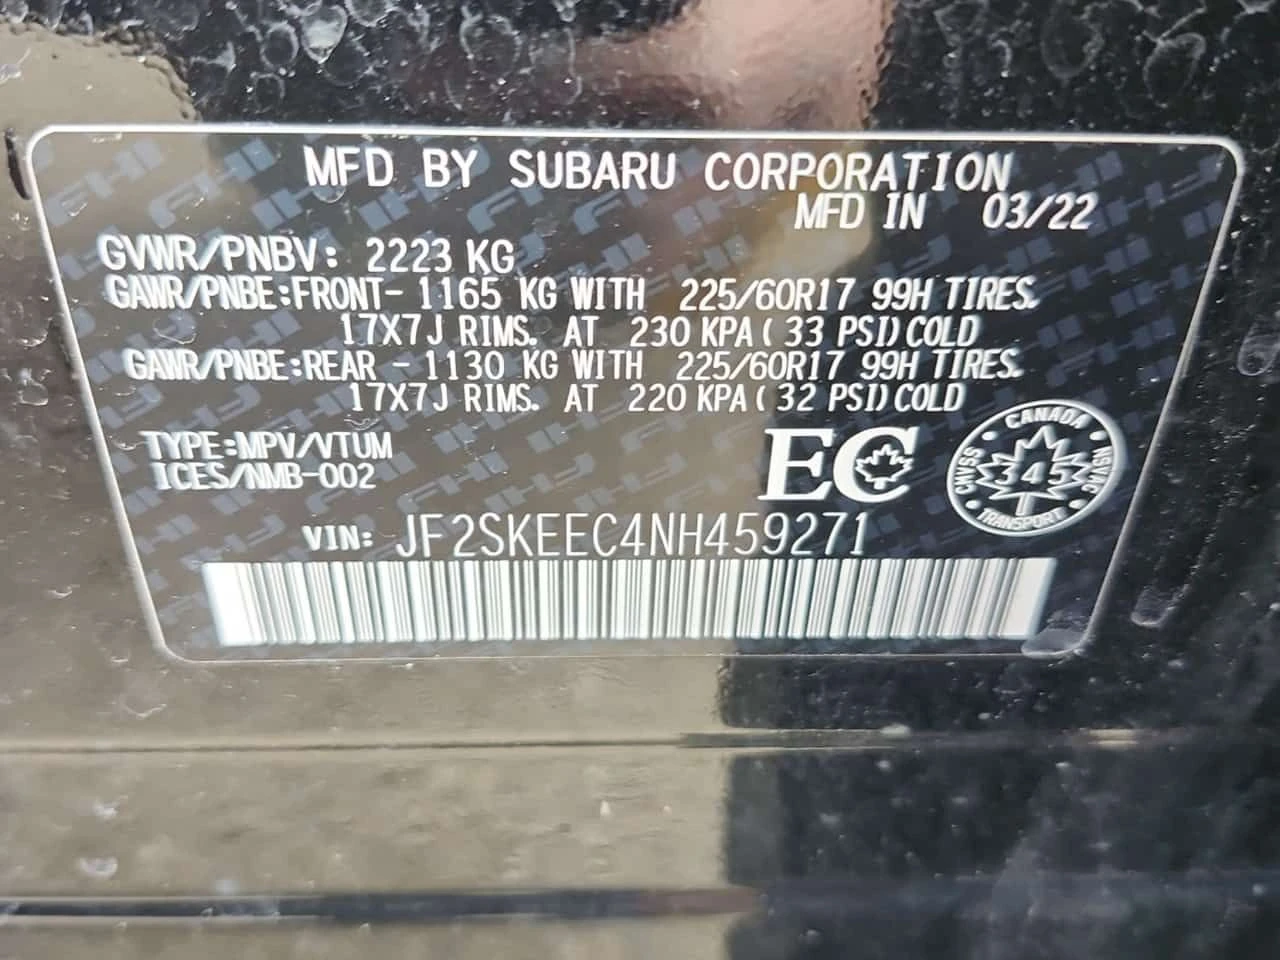 MFD BY SUBARU CORPORATION
MFD IN 03/22
GVWR/PNBV: 2223 KG
GAWR/PNBE:FRONT- 1165 KG WITH 225/60R17 99H TIRES.
17X7J RIMS. AT 230 KPA( 33 PSI)COLD
GAWR/PNBE:REAR - 1130 KG WITH 225/60R17 99H TIRES.
17X7J RIMS. AT 220 KPA( 32 PSI)COLD
TYPE:MPV/VTUM
ICES/NMB-002
EC
CANADA
CMVSS 345 NSVAC
TRANSPORT
VIN: JF2SKEEC4NH459271